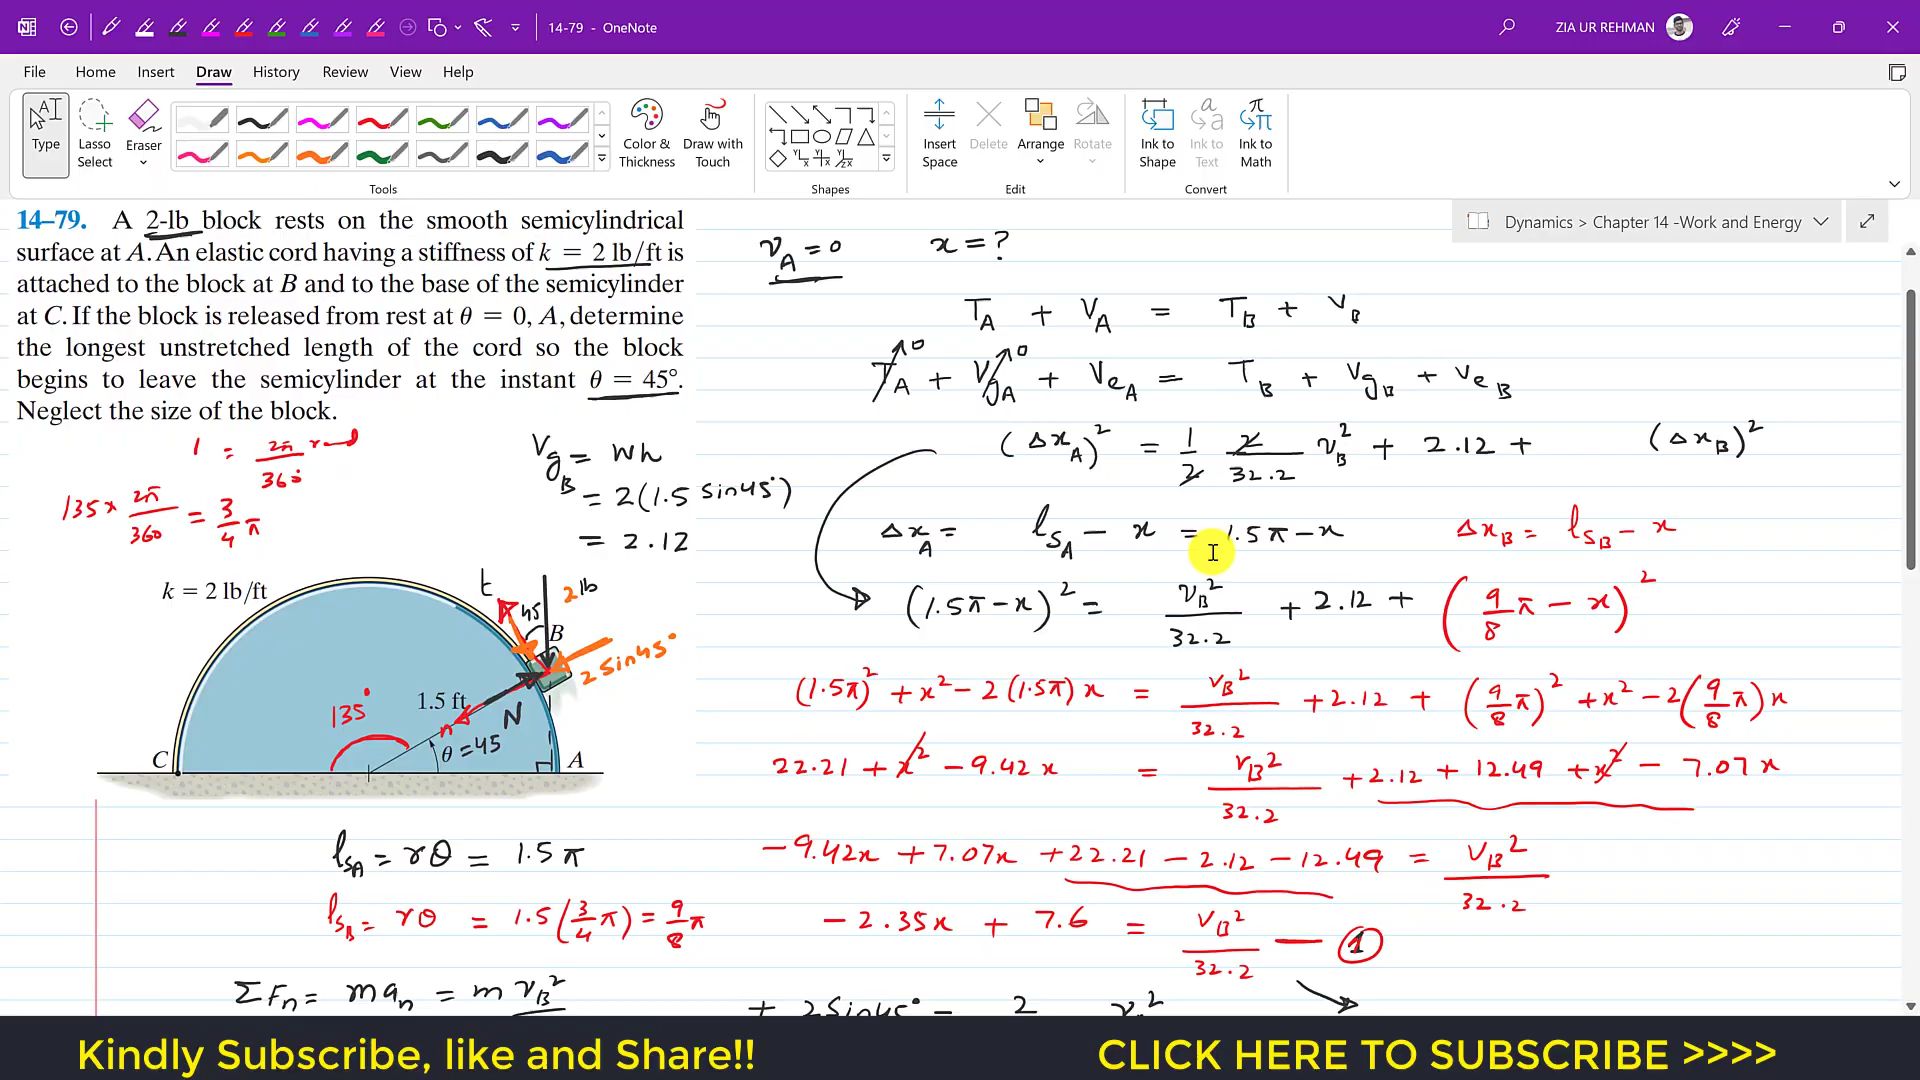 14-79 - OneNote
ZIA UR REHMAN
File Home Insert Draw History Review View Help
Type
Lasso Select
Eraser
Tools
Color & Thickness
Draw with Touch
Shapes
Insert Space
Delete
Arrange
Rotate
Edit
Ink to Shape
Ink to Text
Ink to Math
Convert
Dynamics > Chapter 14 -Work and Energy
14–79. A 2-lb block rests on the smooth semicylindrical
surface at A. An elastic cord having a stiffness of k = 2 lb/ft is
attached to the block at B and to the base of the semicylinder
at C. If the block is released from rest at θ = 0, A, determine
the longest unstretched length of the cord so the block
begins to leave the semicylinder at the instant θ = 45°.
Neglect the size of the block.
1 = 2π rad / 360°
135 × 2π/360 = 3/4 π
VgB = Wh
= 2(1.5 sin45°)
= 2.12
k = 2 lb/ft
t
45
2 lb
B
2 Sin45°
1.5 ft
N
n
135°
θ = 45
C
A
lSA = rθ = 1.5π
lSB = rθ = 1.5(3/4 π) = 9/8 π
ΣFn = man = m vB²
vA = 0 x = ?
TA + VA = TB + VB
TA→0 + VgA→0 + VeA = TB + VgB + VeB
(ΔxA)² = 1/2 2/32.2 vB² + 2.12 + (ΔxB)²
ΔxA = lSA − x = 1.5π − x ΔxB = lSB − x
(1.5π − x)² = vB²/32.2 + 2.12 + (9/8 π − x)²
(1.5π)² + x² − 2(1.5π)x = vB²/32.2 + 2.12 + (9/8 π)² + x² − 2(9/8 π)x
22.21 + x² − 9.42x = vB²/32.2 + 2.12 + 12.49 + x² − 7.07x
−9.42x + 7.07x + 22.21 − 2.12 − 12.49 = vB²/32.2
−2.35x + 7.6 = vB²/32.2 — 1
+ 2Sin45° = 2 v²
Kindly Subscribe, like and Share!!
CLICK HERE TO SUBSCRIBE >>>>